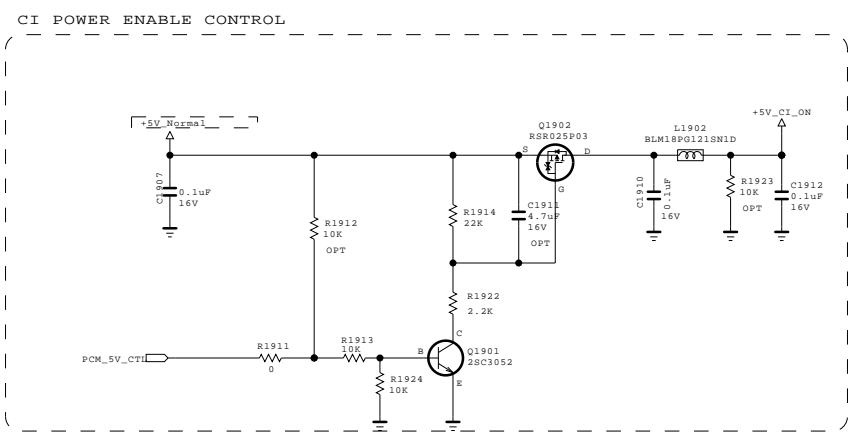 CI POWER ENABLE CONTROL
+5V_Normal
C1907
0.1uF
16V
R1912
10K
OPT
R1914
22K
C1911
4.7uF
16V
OPT
Q1902
RSR025P03
S
D
G
L1902
BLM18PG121SN1D
+5V_CI_ON
C1910
0.1uF
16V
R1923
10K
OPT
C1912
0.1uF
16V
R1922
2.2K
PCM_5V_CTL
R1911
0
R1913
10K
R1924
10K
B
C
E
Q1901
2SC3052